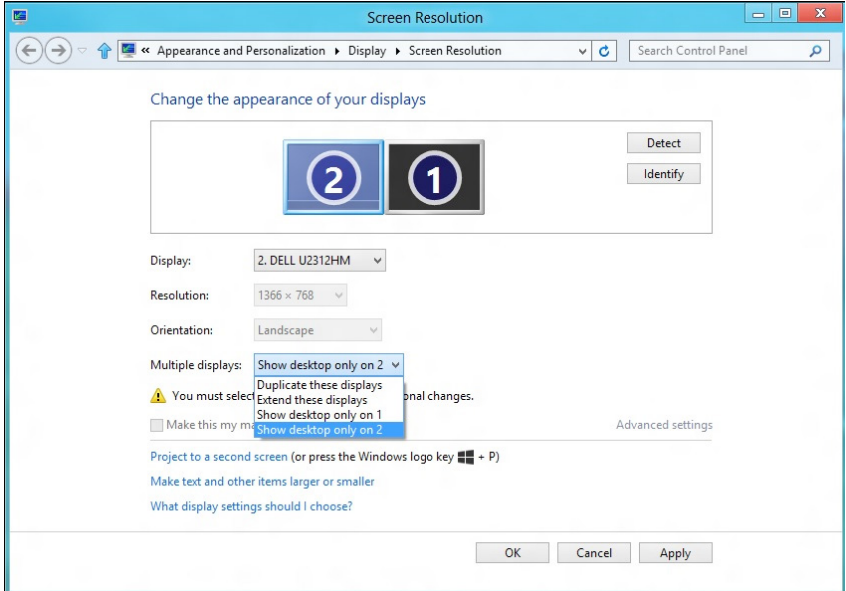 Screen Resolution
« Appearance and Personalization Display Screen Resolution Search Control Panel
Change the appearance of your displays
2 1
Detect
Identify
Display: 2. DELL U2312HM
Resolution: 1366 × 768
Orientation: Landscape
Multiple displays: Show desktop only on 2
Duplicate these displays
You must selec onal changes.
Extend these displays
Show desktop only on 1
Make this my ma Advanced settings
Show desktop only on 2
Project to a second screen (or press the Windows logo key + P)
Make text and other items larger or smaller
What display settings should I choose?
OK Cancel Apply